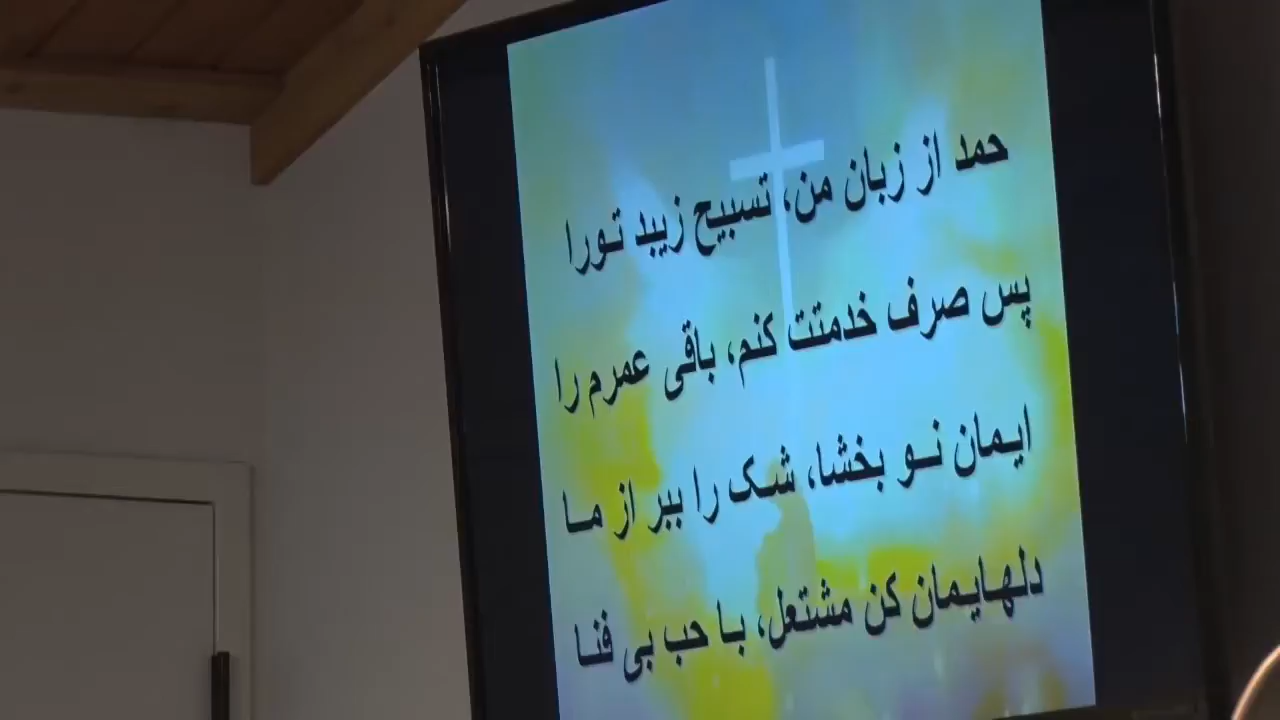 حمد از زبان من، تسبیح زیبد تورا
پس صرف خدمتت کنم، باقی عمرم را
ایمان نو بخشا، شک را ببر از ما
دلهایمان کن مشتعل، با حب بی فنا